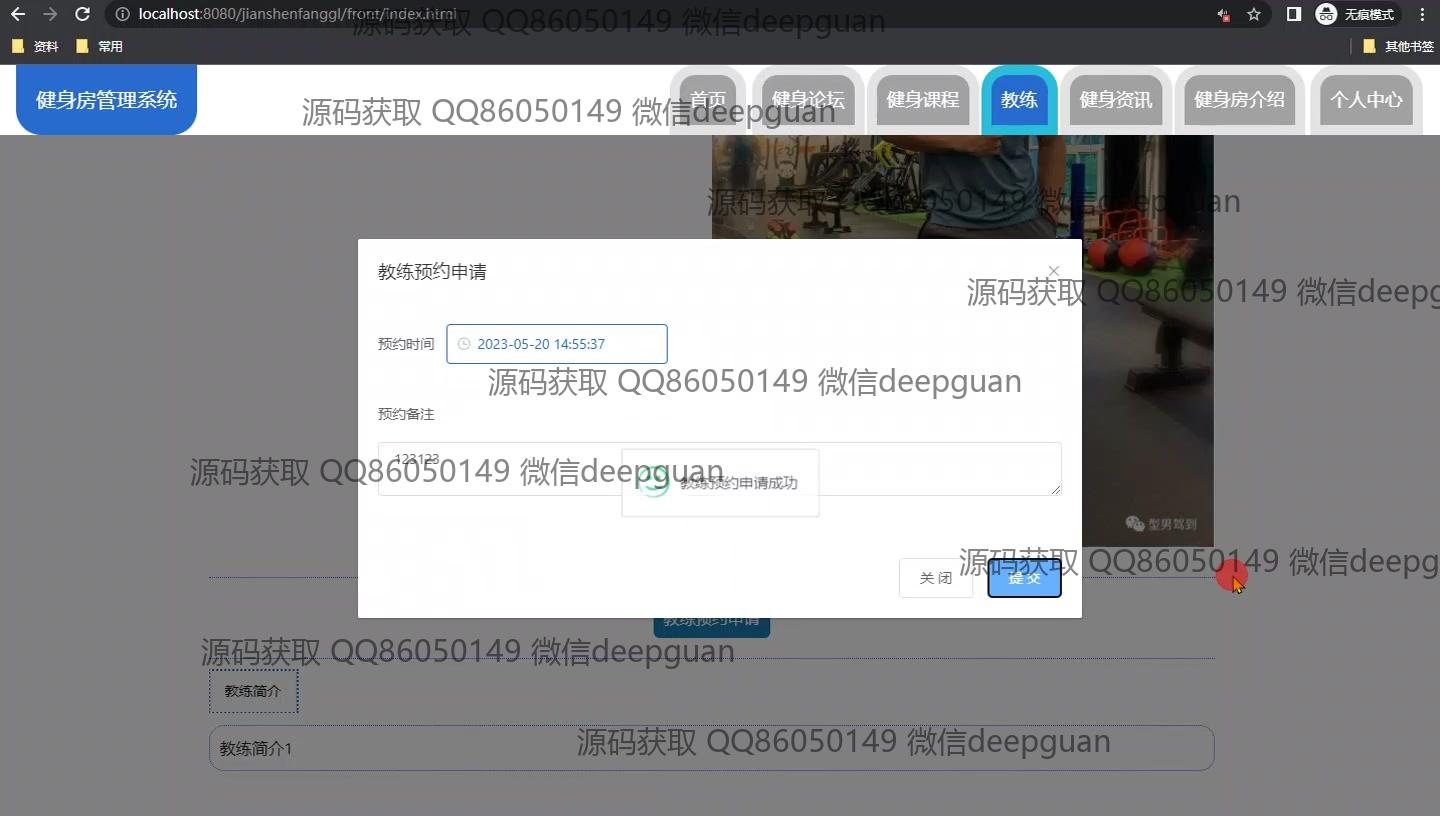 localhost:8080/jianshenfanggl/front/index.html
无痕模式
源码获取 QQ86050149 微信deepguan
资料
常用
其他书签
健身房管理系统
首页
健身论坛
健身课程
教练
健身资讯
健身房介绍
个人中心
源码获取 QQ86050149 微信deepguan
源码获取 QQ86050149 微信deepguan
教练预约申请
源码获取 QQ86050149 微信deepg
预约时间
2023-05-20 14:55:37
源码获取 QQ86050149 微信deepguan
预约备注
123123
源码获取 QQ86050149 微信deepguan
教练预约申请成功
型男驾到
源码获取 QQ86050149 微信deepg
关闭
提交
教练预约申请
源码获取 QQ86050149 微信deepguan
教练简介
教练简介1
源码获取 QQ86050149 微信deepguan